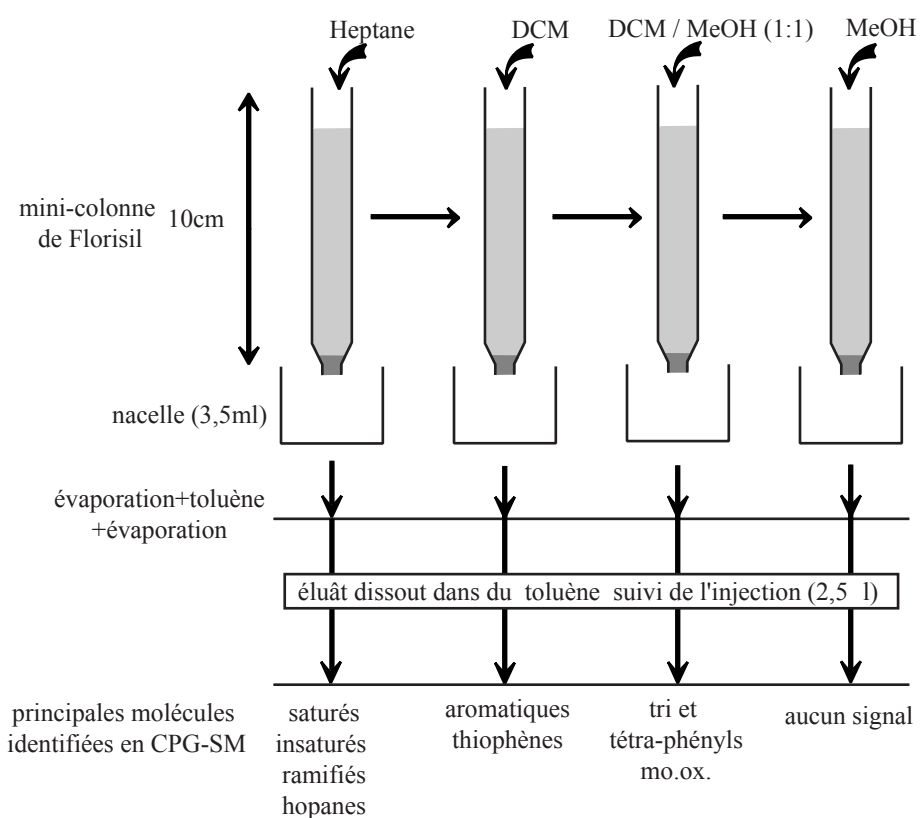 Heptane
DCM
DCM / MeOH (1:1)
MeOH
mini-colonne
de Florisil
10cm
nacelle (3,5ml)
évaporation+toluène
+évaporation
éluât dissout dans du toluène suivi de l'injection (2,5 l)
principales molécules
identifiées en CPG-SM
saturés
insaturés
ramifiés
hopanes
aromatiques
thiophènes
tri et
tétra-phényls
mo.ox.
aucun signal